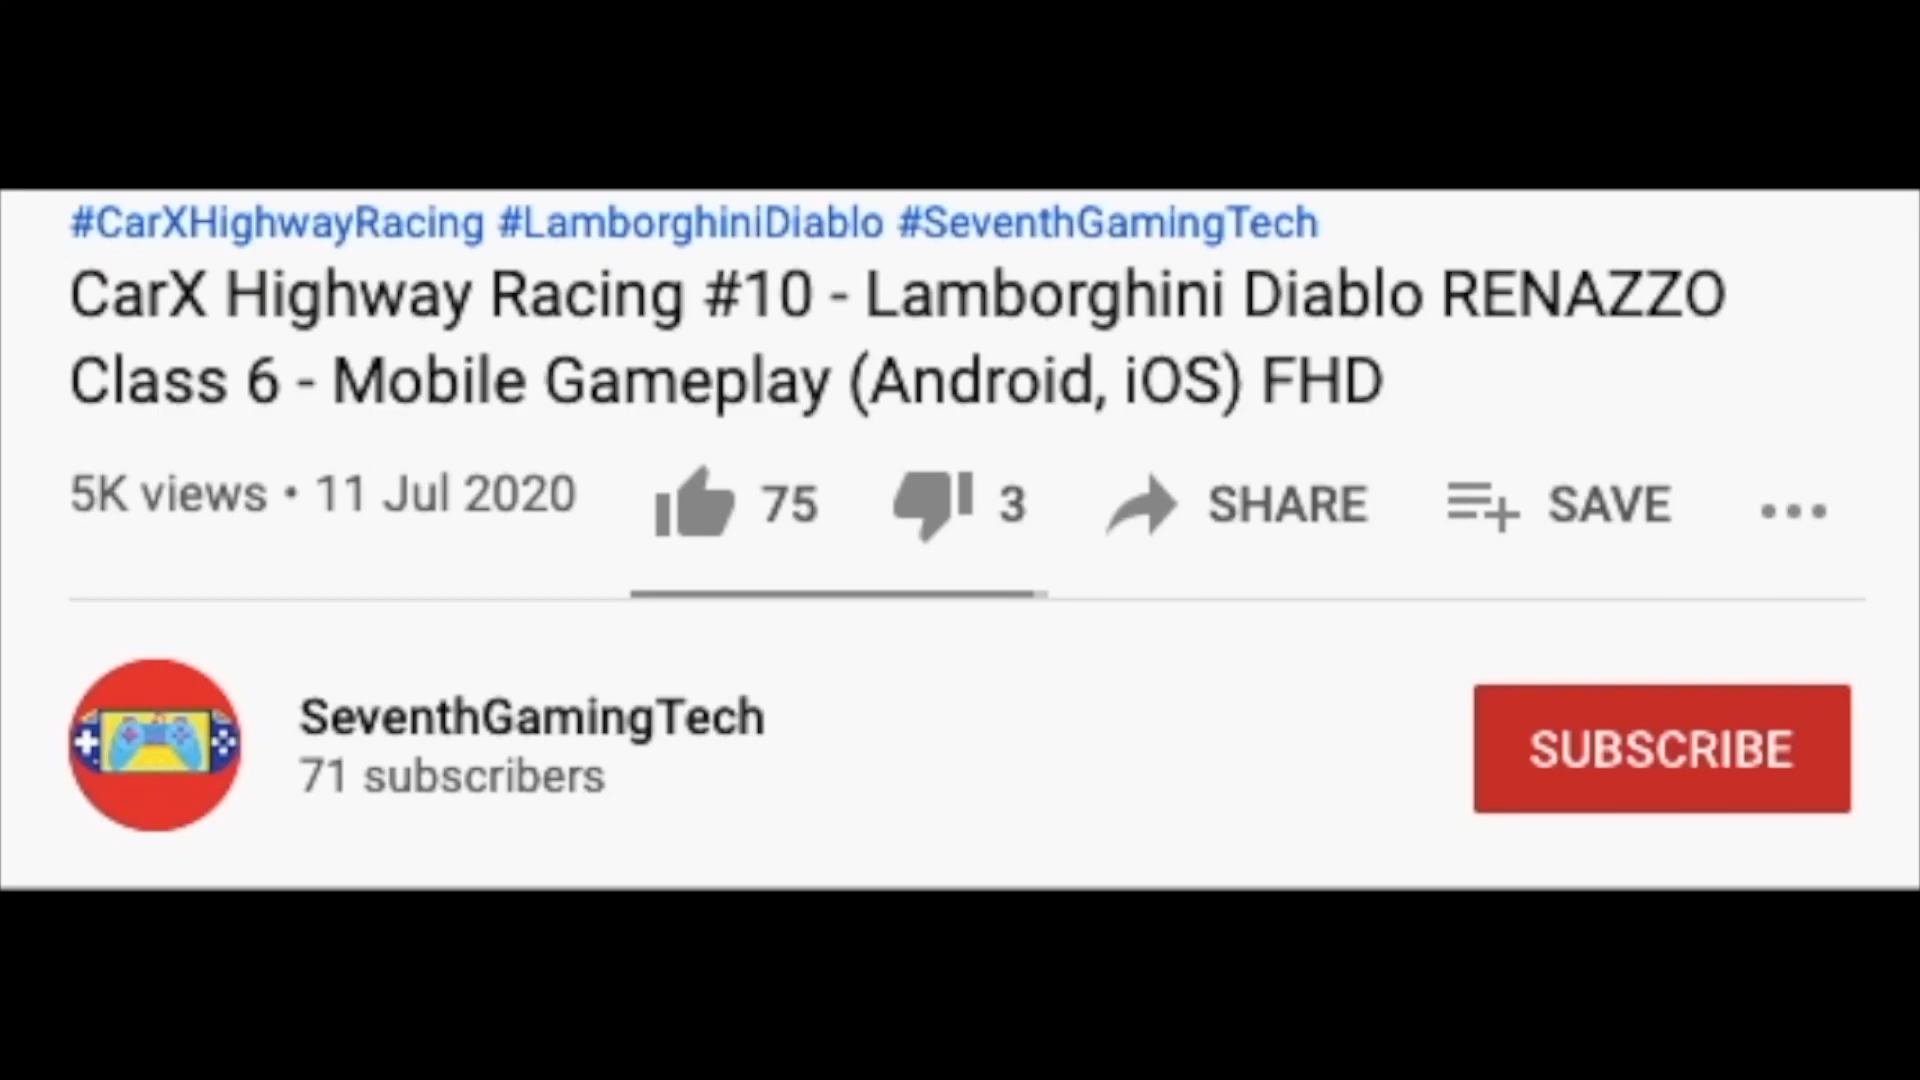 #CarXHighwayRacing #LamborghiniDiablo #SeventhGamingTech
CarX Highway Racing #10 - Lamborghini Diablo RENAZZO
Class 6 - Mobile Gameplay (Android, iOS) FHD
5K views • 11 Jul 2020 75 3 SHARE SAVE
SeventhGamingTech
71 subscribers
SUBSCRIBE